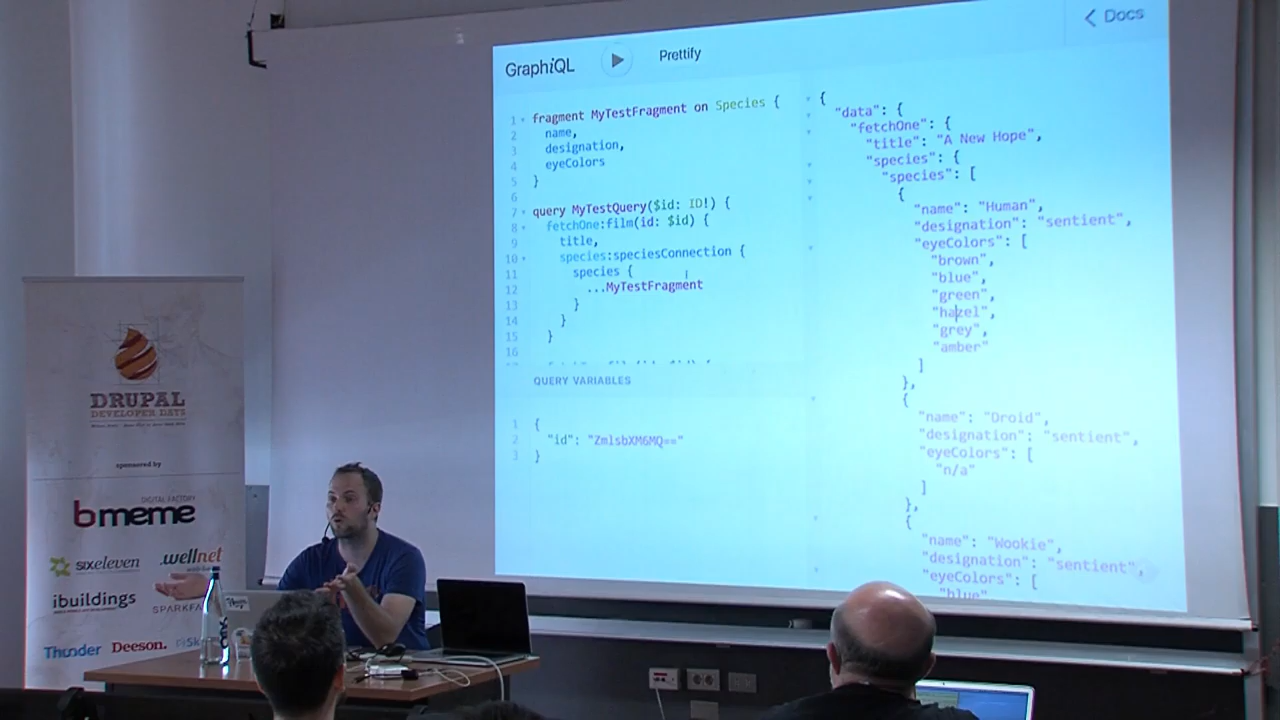 GraphiQL
Prettify
Docs
1 fragment MyTestFragment on Species {
2 name,
3 designation,
4 eyeColors
5 }
6
7 query MyTestQuery($id: ID!) {
8 fetchOne:film(id: $id) {
9 title,
10 species:speciesConnection {
11 species {
12 ...MyTestFragment
13 }
14 }
15 }
16
QUERY VARIABLES
1 {
2 "id": "ZmlsbXM6MQ=="
3 }
{
"data": {
"fetchOne": {
"title": "A New Hope",
"species": {
"species": [
{
"name": "Human",
"designation": "sentient",
"eyeColors": [
"brown",
"blue",
"green",
"hazel",
"grey",
"amber"
]
},
{
"name": "Droid",
"designation": "sentient",
"eyeColors": [
"n/a"
]
},
{
"name": "Wookie",
"designation": "sentient",
"eyeColors": [
"blue"
DRUPAL
DEVELOPER DAYS
sponsored by
DIGITAL FACTORY
bmeme
sixeleven
.wellnet
ibuildings
Thunder
Deeson.